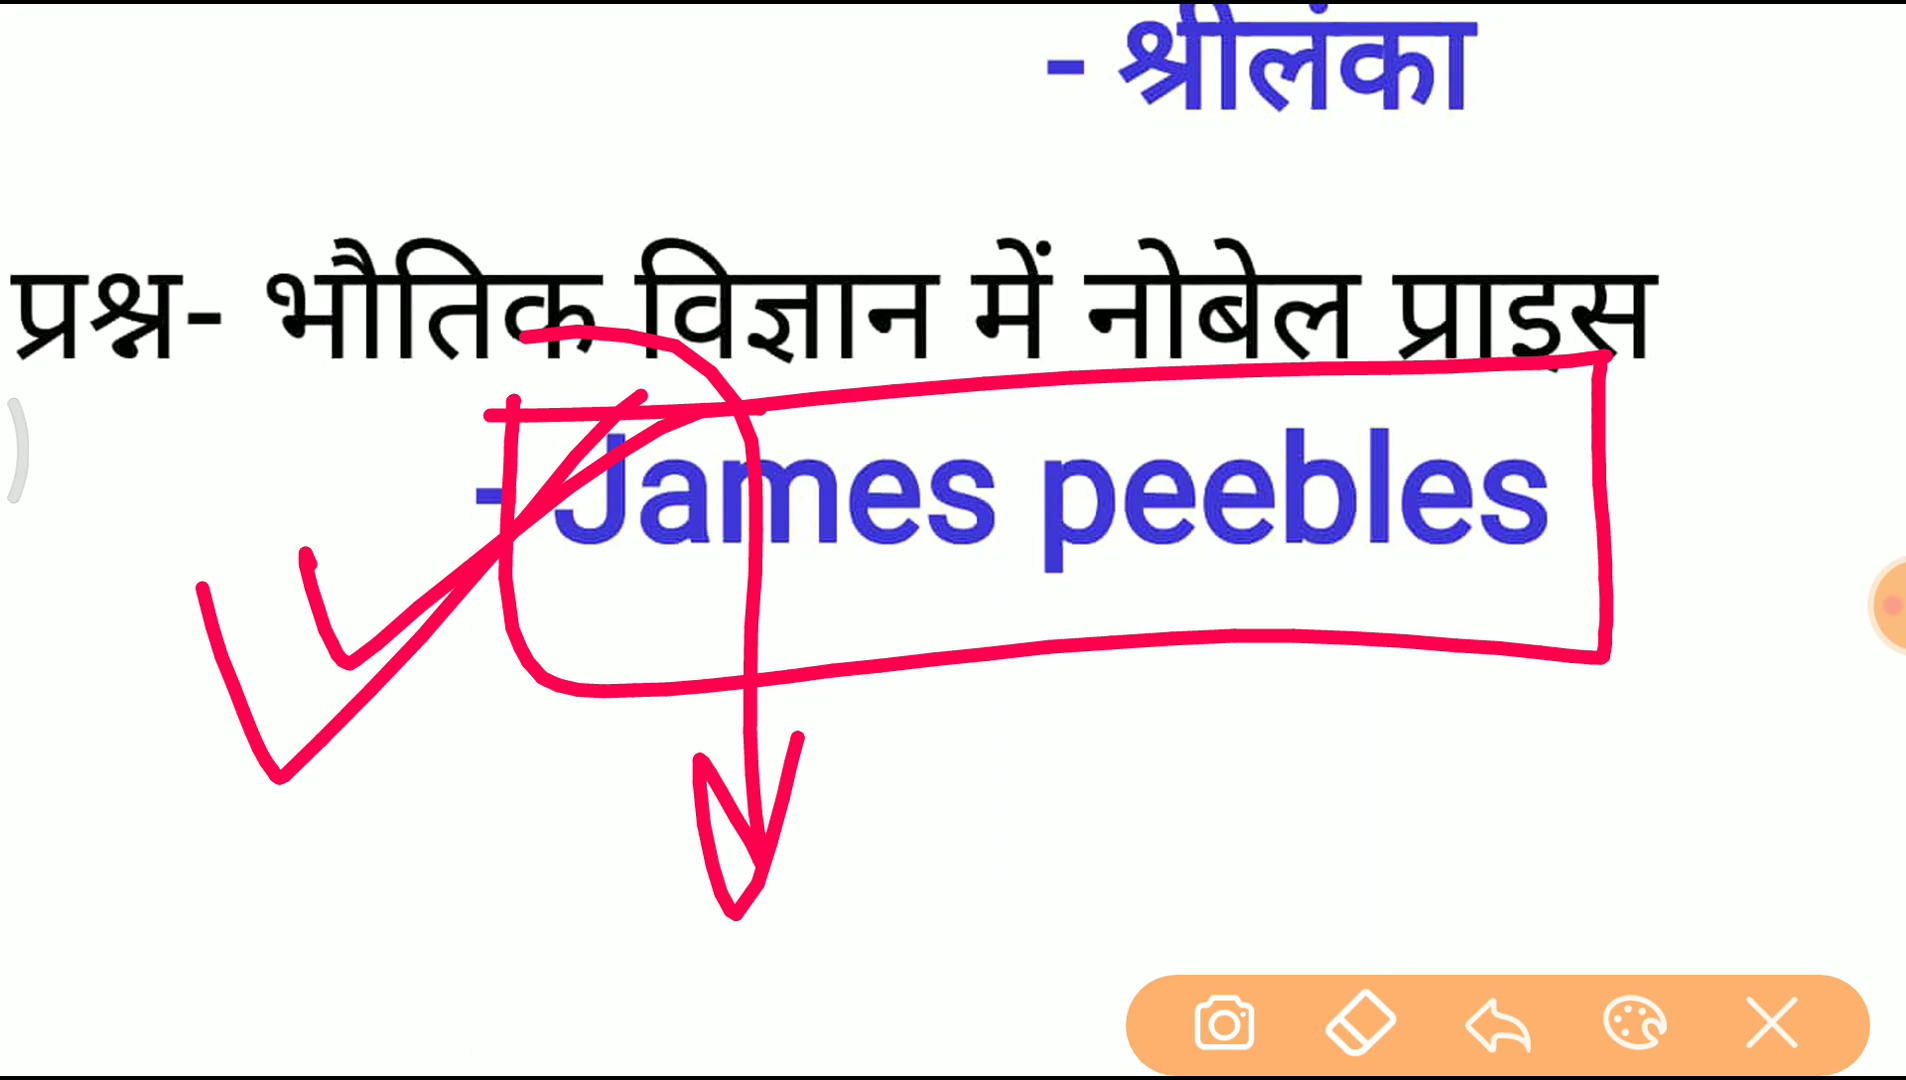 - श्रीलंका
प्रश्न- भौतिक विज्ञान में नोबेल प्राइस
- James peebles